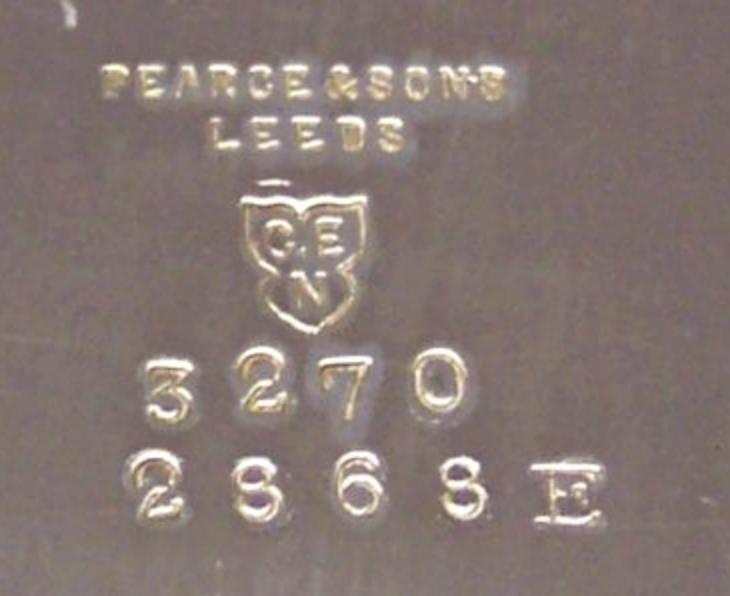 PEARCE & SONS
LEEDS
C.E
N
3270
2868 E